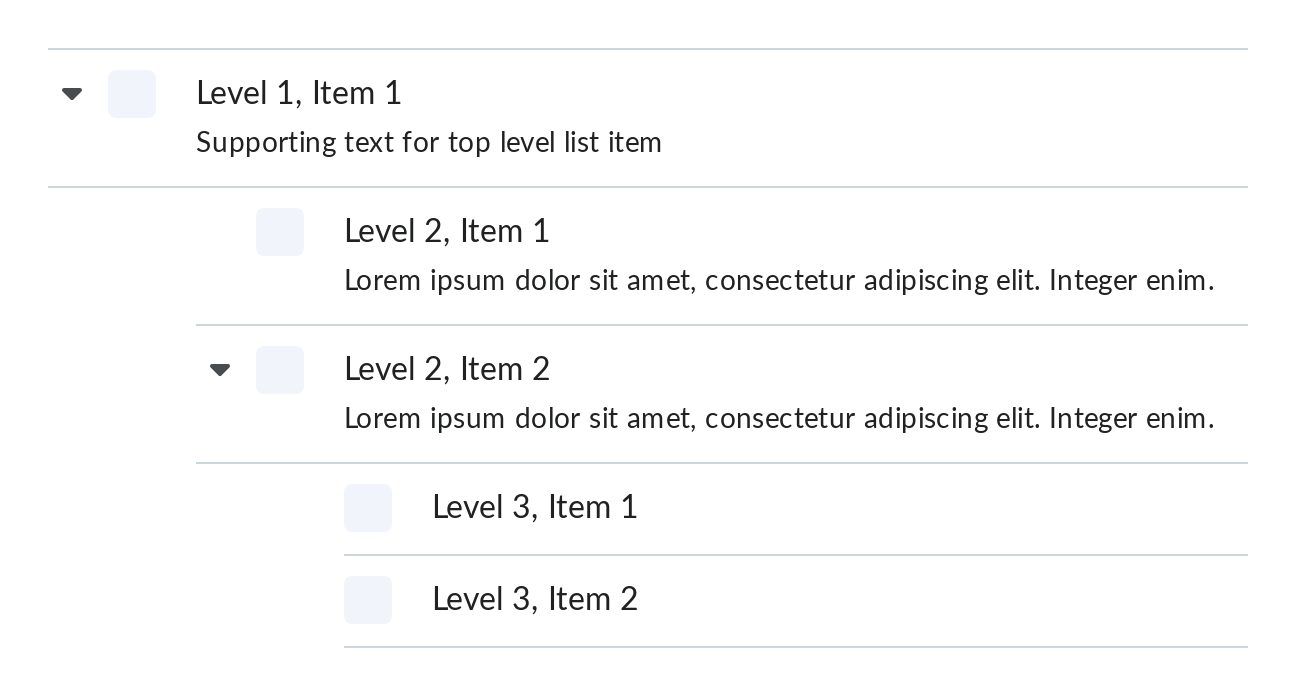 Level 1, Item 1
Supporting text for top level list item
Level 2, Item 1
Lorem ipsum dolor sit amet, consectetur adipiscing elit. Integer enim.
Level 2, Item 2
Lorem ipsum dolor sit amet, consectetur adipiscing elit. Integer enim.
Level 3, Item 1
Level 3, Item 2